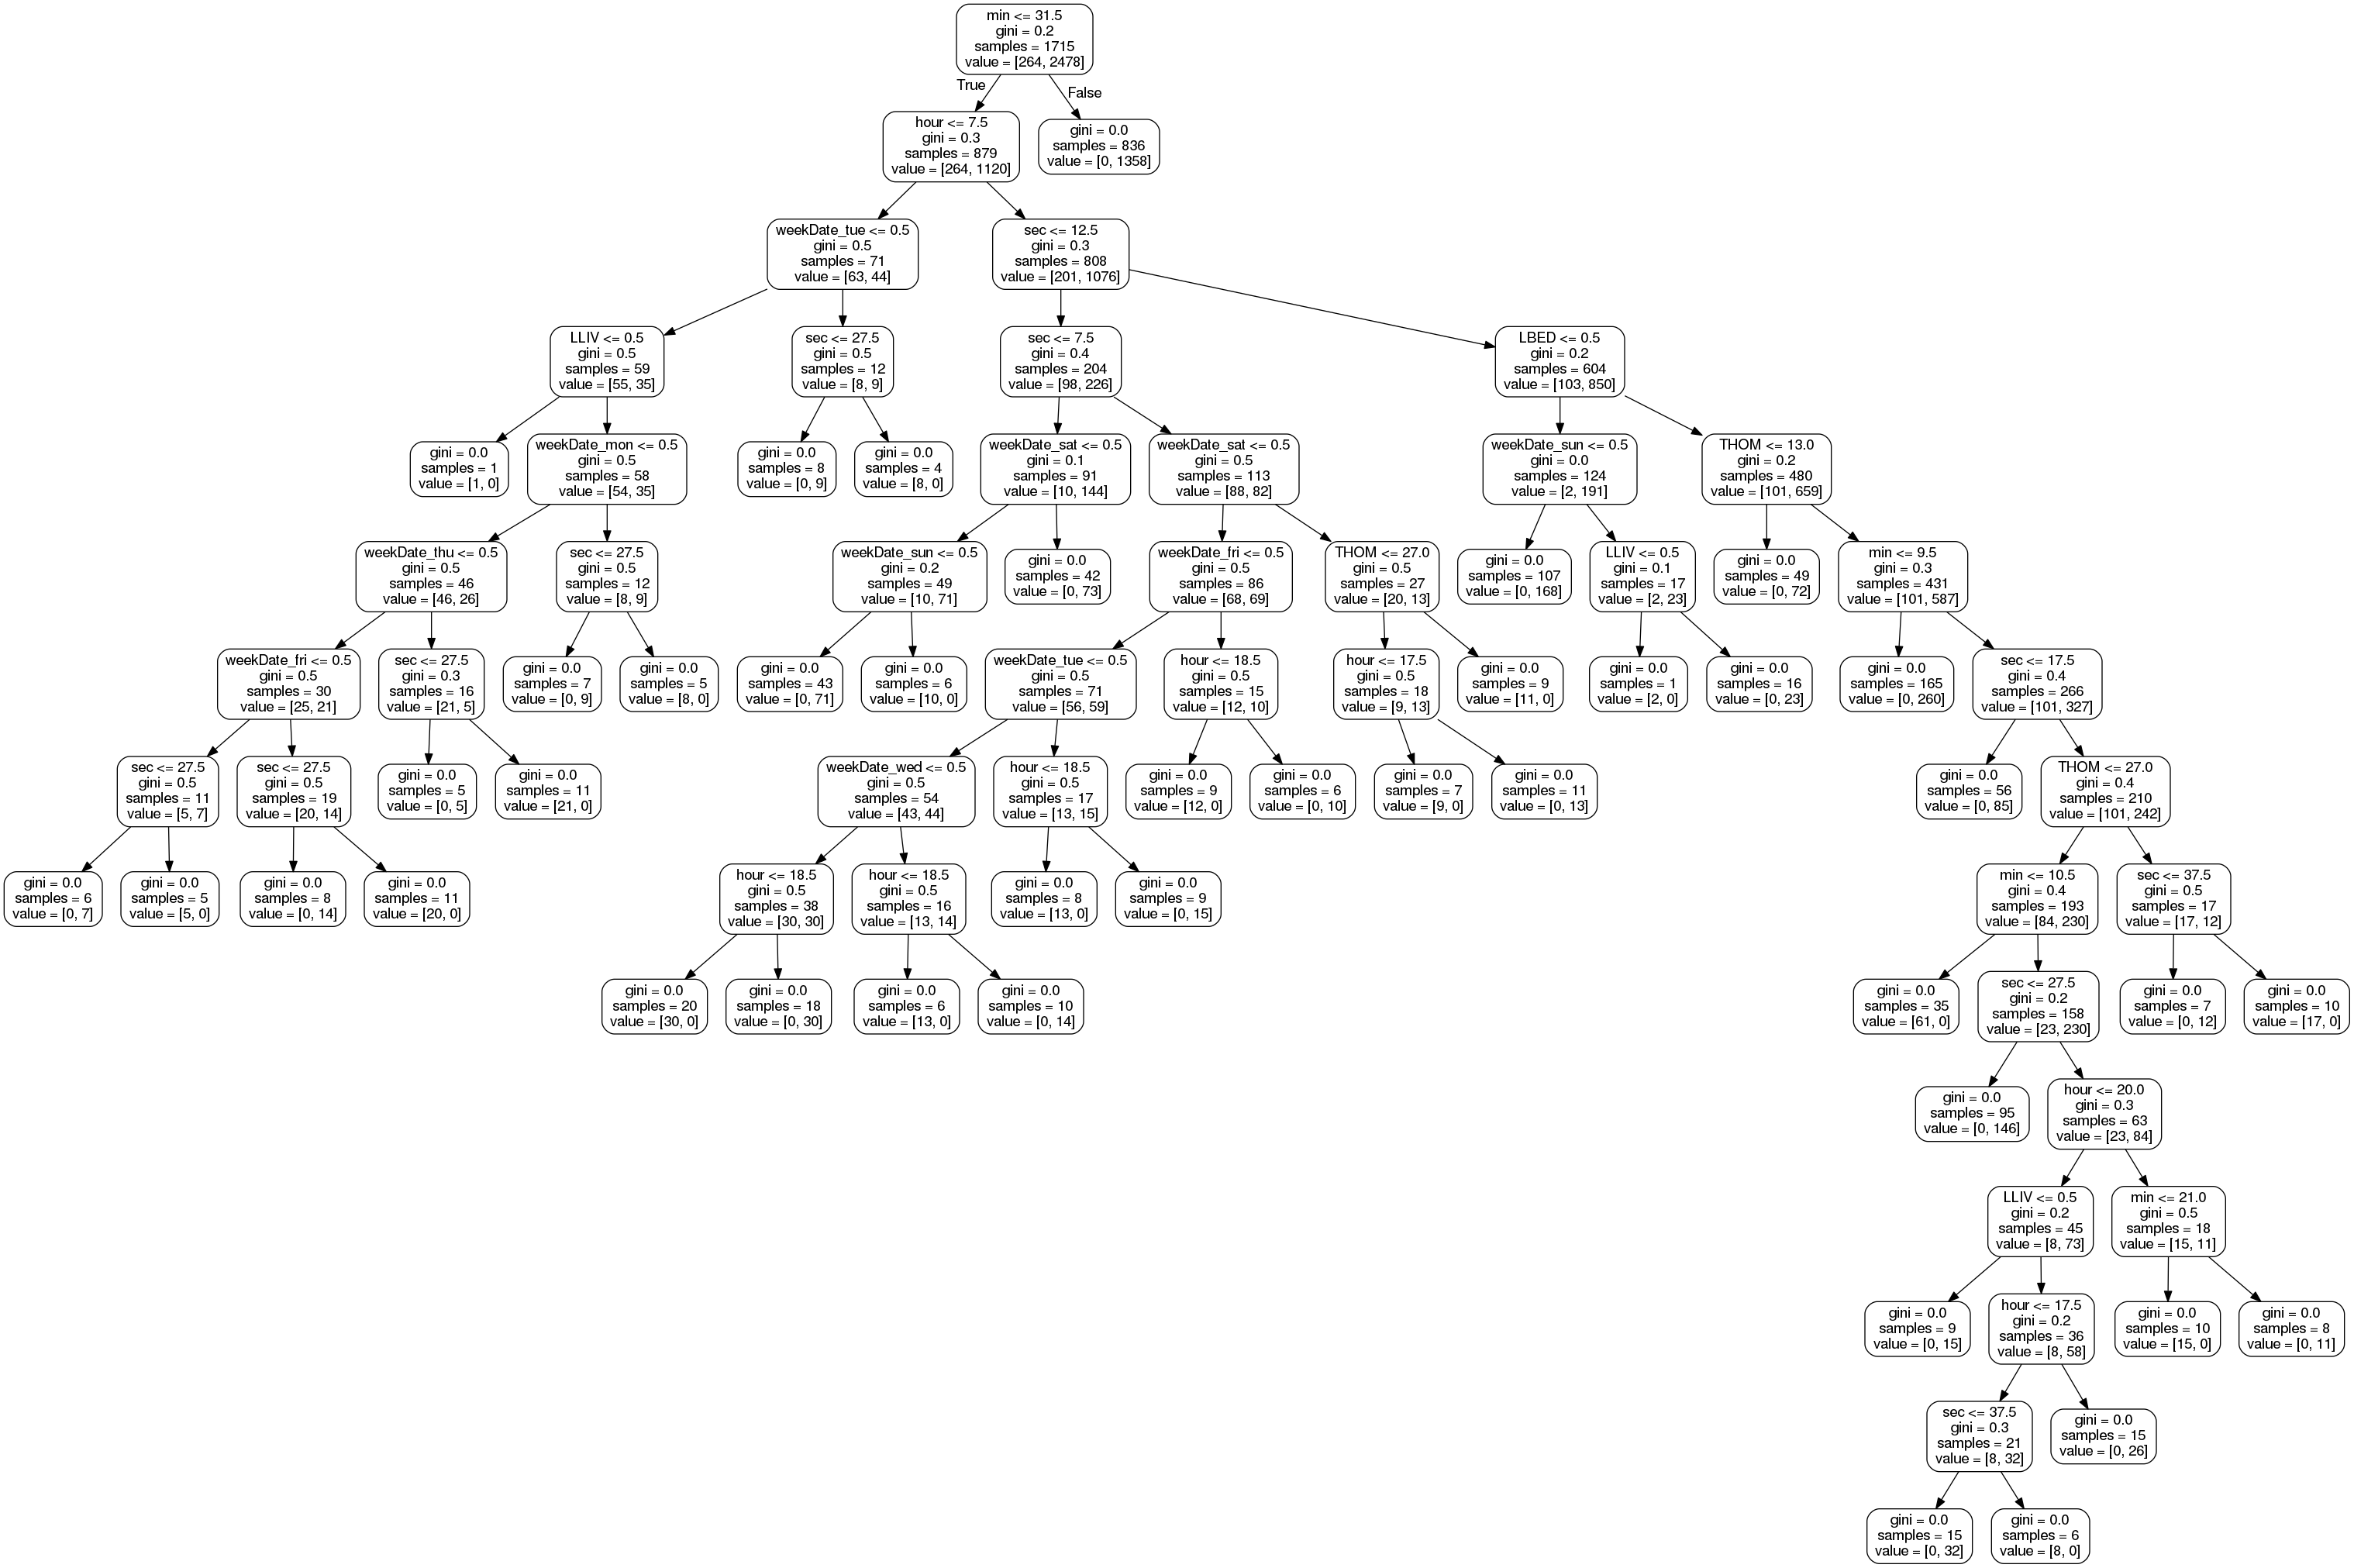 min <= 31.5
gini = 0.2
samples = 1715
value = [264, 2478]
True
False
hour <= 7.5
gini = 0.3
samples = 879
value = [264, 1120]
gini = 0.0
samples = 836
value = [0, 1358]
weekDate_tue <= 0.5
gini = 0.5
samples = 71
value = [63, 44]
sec <= 12.5
gini = 0.3
samples = 808
value = [201, 1076]
LLIV <= 0.5
gini = 0.5
samples = 59
value = [55, 35]
sec <= 27.5
gini = 0.5
samples = 12
value = [8, 9]
sec <= 7.5
gini = 0.4
samples = 204
value = [98, 226]
LBED <= 0.5
gini = 0.2
samples = 604
value = [103, 850]
gini = 0.0
samples = 1
value = [1, 0]
weekDate_mon <= 0.5
gini = 0.5
samples = 58
value = [54, 35]
gini = 0.0
samples = 8
value = [0, 9]
gini = 0.0
samples = 4
value = [8, 0]
weekDate_sat <= 0.5
gini = 0.1
samples = 91
value = [10, 144]
weekDate_sat <= 0.5
gini = 0.5
samples = 113
value = [88, 82]
weekDate_sun <= 0.5
gini = 0.0
samples = 124
value = [2, 191]
THOM <= 13.0
gini = 0.2
samples = 480
value = [101, 659]
weekDate_thu <= 0.5
gini = 0.5
samples = 46
value = [46, 26]
sec <= 27.5
gini = 0.5
samples = 12
value = [8, 9]
weekDate_sun <= 0.5
gini = 0.2
samples = 49
value = [10, 71]
gini = 0.0
samples = 42
value = [0, 73]
weekDate_fri <= 0.5
gini = 0.5
samples = 86
value = [68, 69]
THOM <= 27.0
gini = 0.5
samples = 27
value = [20, 13]
gini = 0.0
samples = 107
value = [0, 168]
LLIV <= 0.5
gini = 0.1
samples = 17
value = [2, 23]
gini = 0.0
samples = 49
value = [0, 72]
min <= 9.5
gini = 0.3
samples = 431
value = [101, 587]
weekDate_fri <= 0.5
gini = 0.5
samples = 30
value = [25, 21]
sec <= 27.5
gini = 0.3
samples = 16
value = [21, 5]
gini = 0.0
samples = 7
value = [0, 9]
gini = 0.0
samples = 5
value = [8, 0]
gini = 0.0
samples = 43
value = [0, 71]
gini = 0.0
samples = 6
value = [10, 0]
weekDate_tue <= 0.5
gini = 0.5
samples = 71
value = [56, 59]
hour <= 18.5
gini = 0.5
samples = 15
value = [12, 10]
hour <= 17.5
gini = 0.5
samples = 18
value = [9, 13]
gini = 0.0
samples = 9
value = [11, 0]
gini = 0.0
samples = 1
value = [2, 0]
gini = 0.0
samples = 16
value = [0, 23]
gini = 0.0
samples = 165
value = [0, 260]
sec <= 17.5
gini = 0.4
samples = 266
value = [101, 327]
sec <= 27.5
gini = 0.5
samples = 11
value = [5, 7]
sec <= 27.5
gini = 0.5
samples = 19
value = [20, 14]
gini = 0.0
samples = 5
value = [0, 5]
gini = 0.0
samples = 11
value = [21, 0]
weekDate_wed <= 0.5
gini = 0.5
samples = 54
value = [43, 44]
hour <= 18.5
gini = 0.5
samples = 17
value = [13, 15]
gini = 0.0
samples = 9
value = [12, 0]
gini = 0.0
samples = 6
value = [0, 10]
gini = 0.0
samples = 7
value = [9, 0]
gini = 0.0
samples = 11
value = [0, 13]
gini = 0.0
samples = 56
value = [0, 85]
THOM <= 27.0
gini = 0.4
samples = 210
value = [101, 242]
gini = 0.0
samples = 6
value = [0, 7]
gini = 0.0
samples = 5
value = [5, 0]
gini = 0.0
samples = 8
value = [0, 14]
gini = 0.0
samples = 11
value = [20, 0]
hour <= 18.5
gini = 0.5
samples = 38
value = [30, 30]
hour <= 18.5
gini = 0.5
samples = 16
value = [13, 14]
gini = 0.0
samples = 8
value = [13, 0]
gini = 0.0
samples = 9
value = [0, 15]
min <= 10.5
gini = 0.4
samples = 193
value = [84, 230]
sec <= 37.5
gini = 0.5
samples = 17
value = [17, 12]
gini = 0.0
samples = 20
value = [30, 0]
gini = 0.0
samples = 18
value = [0, 30]
gini = 0.0
samples = 6
value = [13, 0]
gini = 0.0
samples = 10
value = [0, 14]
gini = 0.0
samples = 35
value = [61, 0]
sec <= 27.5
gini = 0.2
samples = 158
value = [23, 230]
gini = 0.0
samples = 7
value = [0, 12]
gini = 0.0
samples = 10
value = [17, 0]
gini = 0.0
samples = 95
value = [0, 146]
hour <= 20.0
gini = 0.3
samples = 63
value = [23, 84]
LLIV <= 0.5
gini = 0.2
samples = 45
value = [8, 73]
min <= 21.0
gini = 0.5
samples = 18
value = [15, 11]
gini = 0.0
samples = 9
value = [0, 15]
hour <= 17.5
gini = 0.2
samples = 36
value = [8, 58]
gini = 0.0
samples = 10
value = [15, 0]
gini = 0.0
samples = 8
value = [0, 11]
sec <= 37.5
gini = 0.3
samples = 21
value = [8, 32]
gini = 0.0
samples = 15
value = [0, 26]
gini = 0.0
samples = 15
value = [0, 32]
gini = 0.0
samples = 6
value = [8, 0]